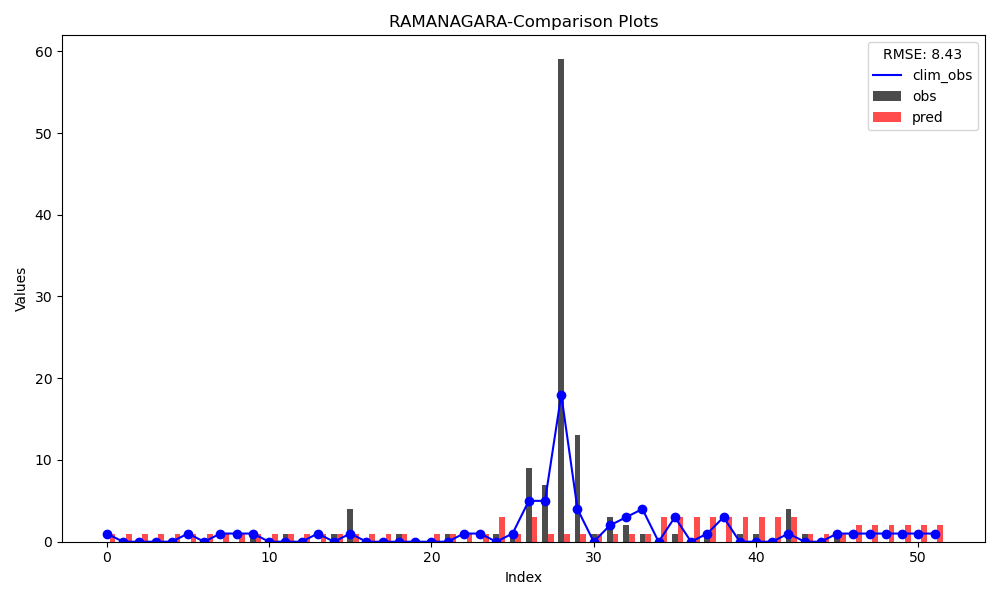 RAMANAGARA-Comparison Plots
RMSE: 8.43
clim_obs
obs
pred
Values
60
50
40
30
20
10
0
0 10 20 30 40 50
Index